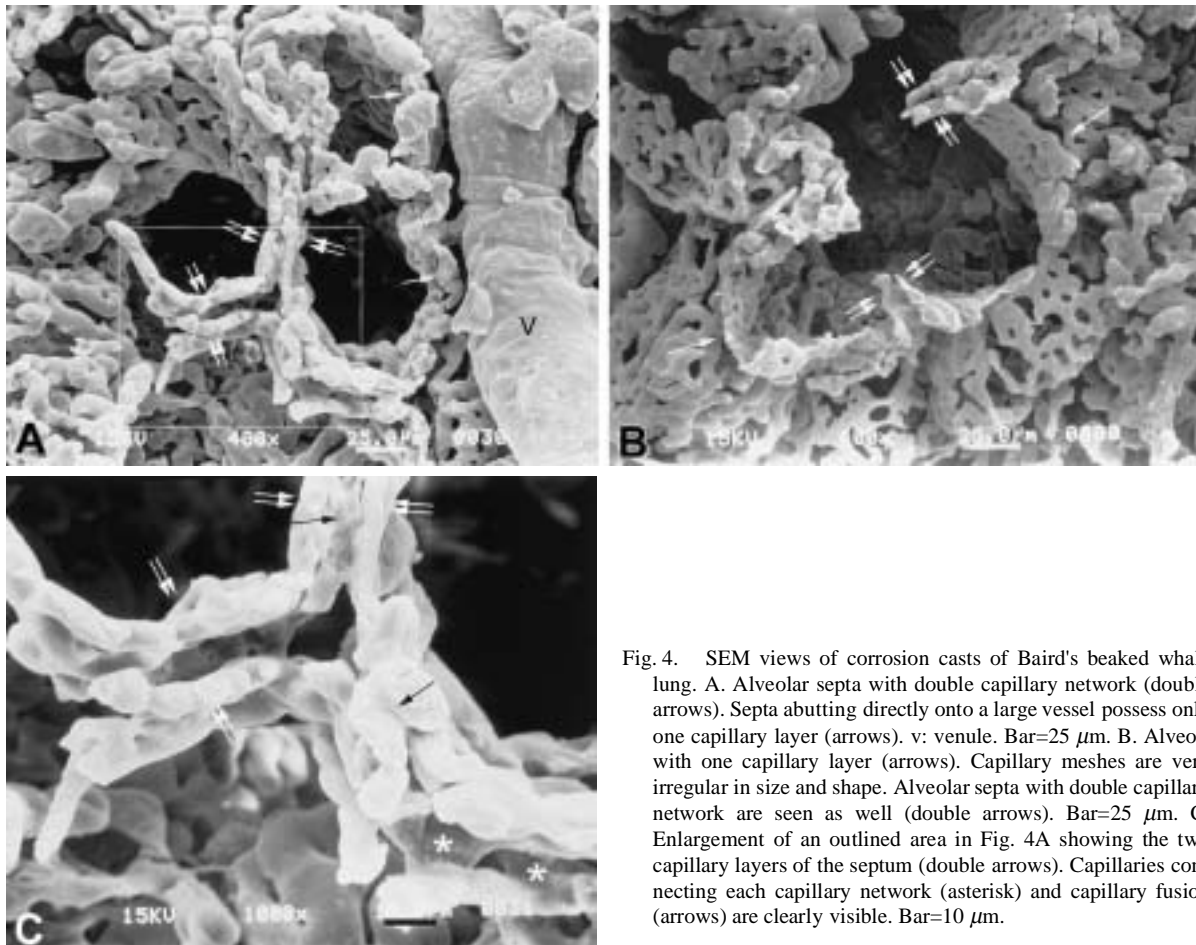 V
A
400x
B
15KV
C
15KV
1000x
Fig. 4. SEM views of corrosion casts of Baird's beaked whal
lung. A. Alveolar septa with double capillary network (doubl
arrows). Septa abutting directly onto a large vessel possess onl
one capillary layer (arrows). v: venule. Bar=25 μm. B. Alveo
with one capillary layer (arrows). Capillary meshes are ver
irregular in size and shape. Alveolar septa with double capillar
network are seen as well (double arrows). Bar=25 μm. C
Enlargement of an outlined area in Fig. 4A showing the tw
capillary layers of the septum (double arrows). Capillaries con
necting each capillary network (asterisk) and capillary fusio
(arrows) are clearly visible. Bar=10 μm.